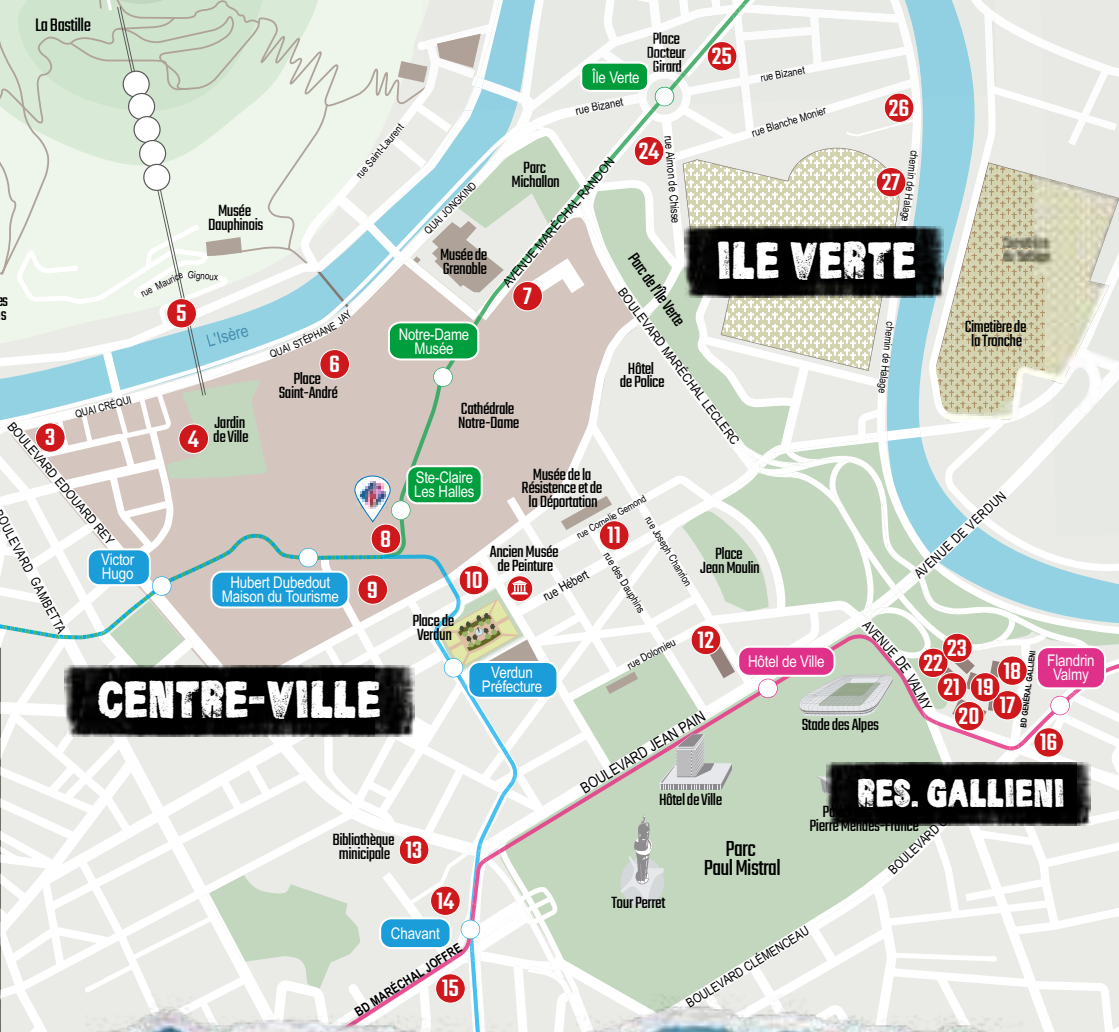 La Bastille
Place
Docteur
Girard
25
Île Verte
rue Bizanet
rue Bizanet
26
rue Blanche Monier
rue Saint-Laurent
24
rue Aimon de Chisse
Parc
Michallon
chemin de Halage
27
QUAI JONGKIND
AVENUE MARÉCHAL RANDON
Musée
Dauphinois
Musée de
Grenoble
ILE VERTE
rue Maurice Gignoux
Parc de l'Île Verte
7
es
s
5
L'Isère
QUAI STÉPHANE JAY
BOULEVARD MARÉCHAL LECLERC
Cimetière de
la Tronche
chemin de Halage
Notre-Dame
Musée
6
Place
Saint-André
Hôtel
de Police
QUAI CRÉQUI
Cathédrale
Notre-Dame
3
4
Jardin
de Ville
BOULEVARD EDOUARD REY
Ste-Claire
Les Halles
Musée de la
Résistence et de
la Déportation
rue Cornelie Gemond
rue Joseph Chanrion
AVENUE DE VERDUN
BOULEVARD GAMBETTA
8
11
Ancien Musée
de Peinture
Place
Jean Moulin
Victor
Hugo
Hubert Dubedout
Maison du Tourisme
9
10
rue Hébert
rue des Dauphins
Place de
Verdun
12
rue Dolomieu
AVENUE DE VALMY
23
22
18
BD GÉNÉRAL GALLIENI
Flandrin
Valmy
Hôtel de Ville
Verdun
Préfecture
21
19
17
20
16
CENTRE-VILLE
Stade des Alpes
BOULEVARD JEAN PAIN
RES. GALLIENI
Hôtel de Ville
Pierre Mendès-France
Bibliothèque
minicipale
13
Parc
Paul Mistral
14
Tour Perret
Chavant
BD MARÉCHAL JOFFRE
15
BOULEVARD CLÉMENCEAU